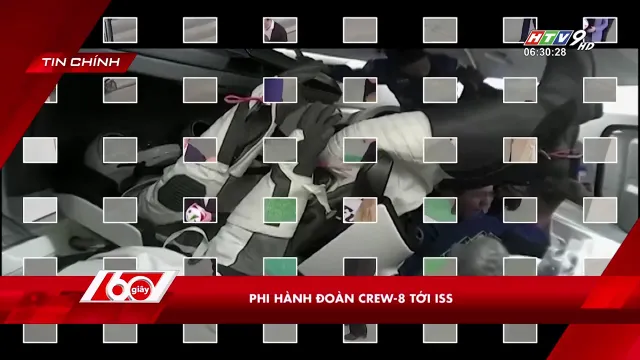 HTV9 HD
06:30:28
TIN CHÍNH
60 giây
PHI HÀNH ĐOÀN CREW-8 TỚI ISS